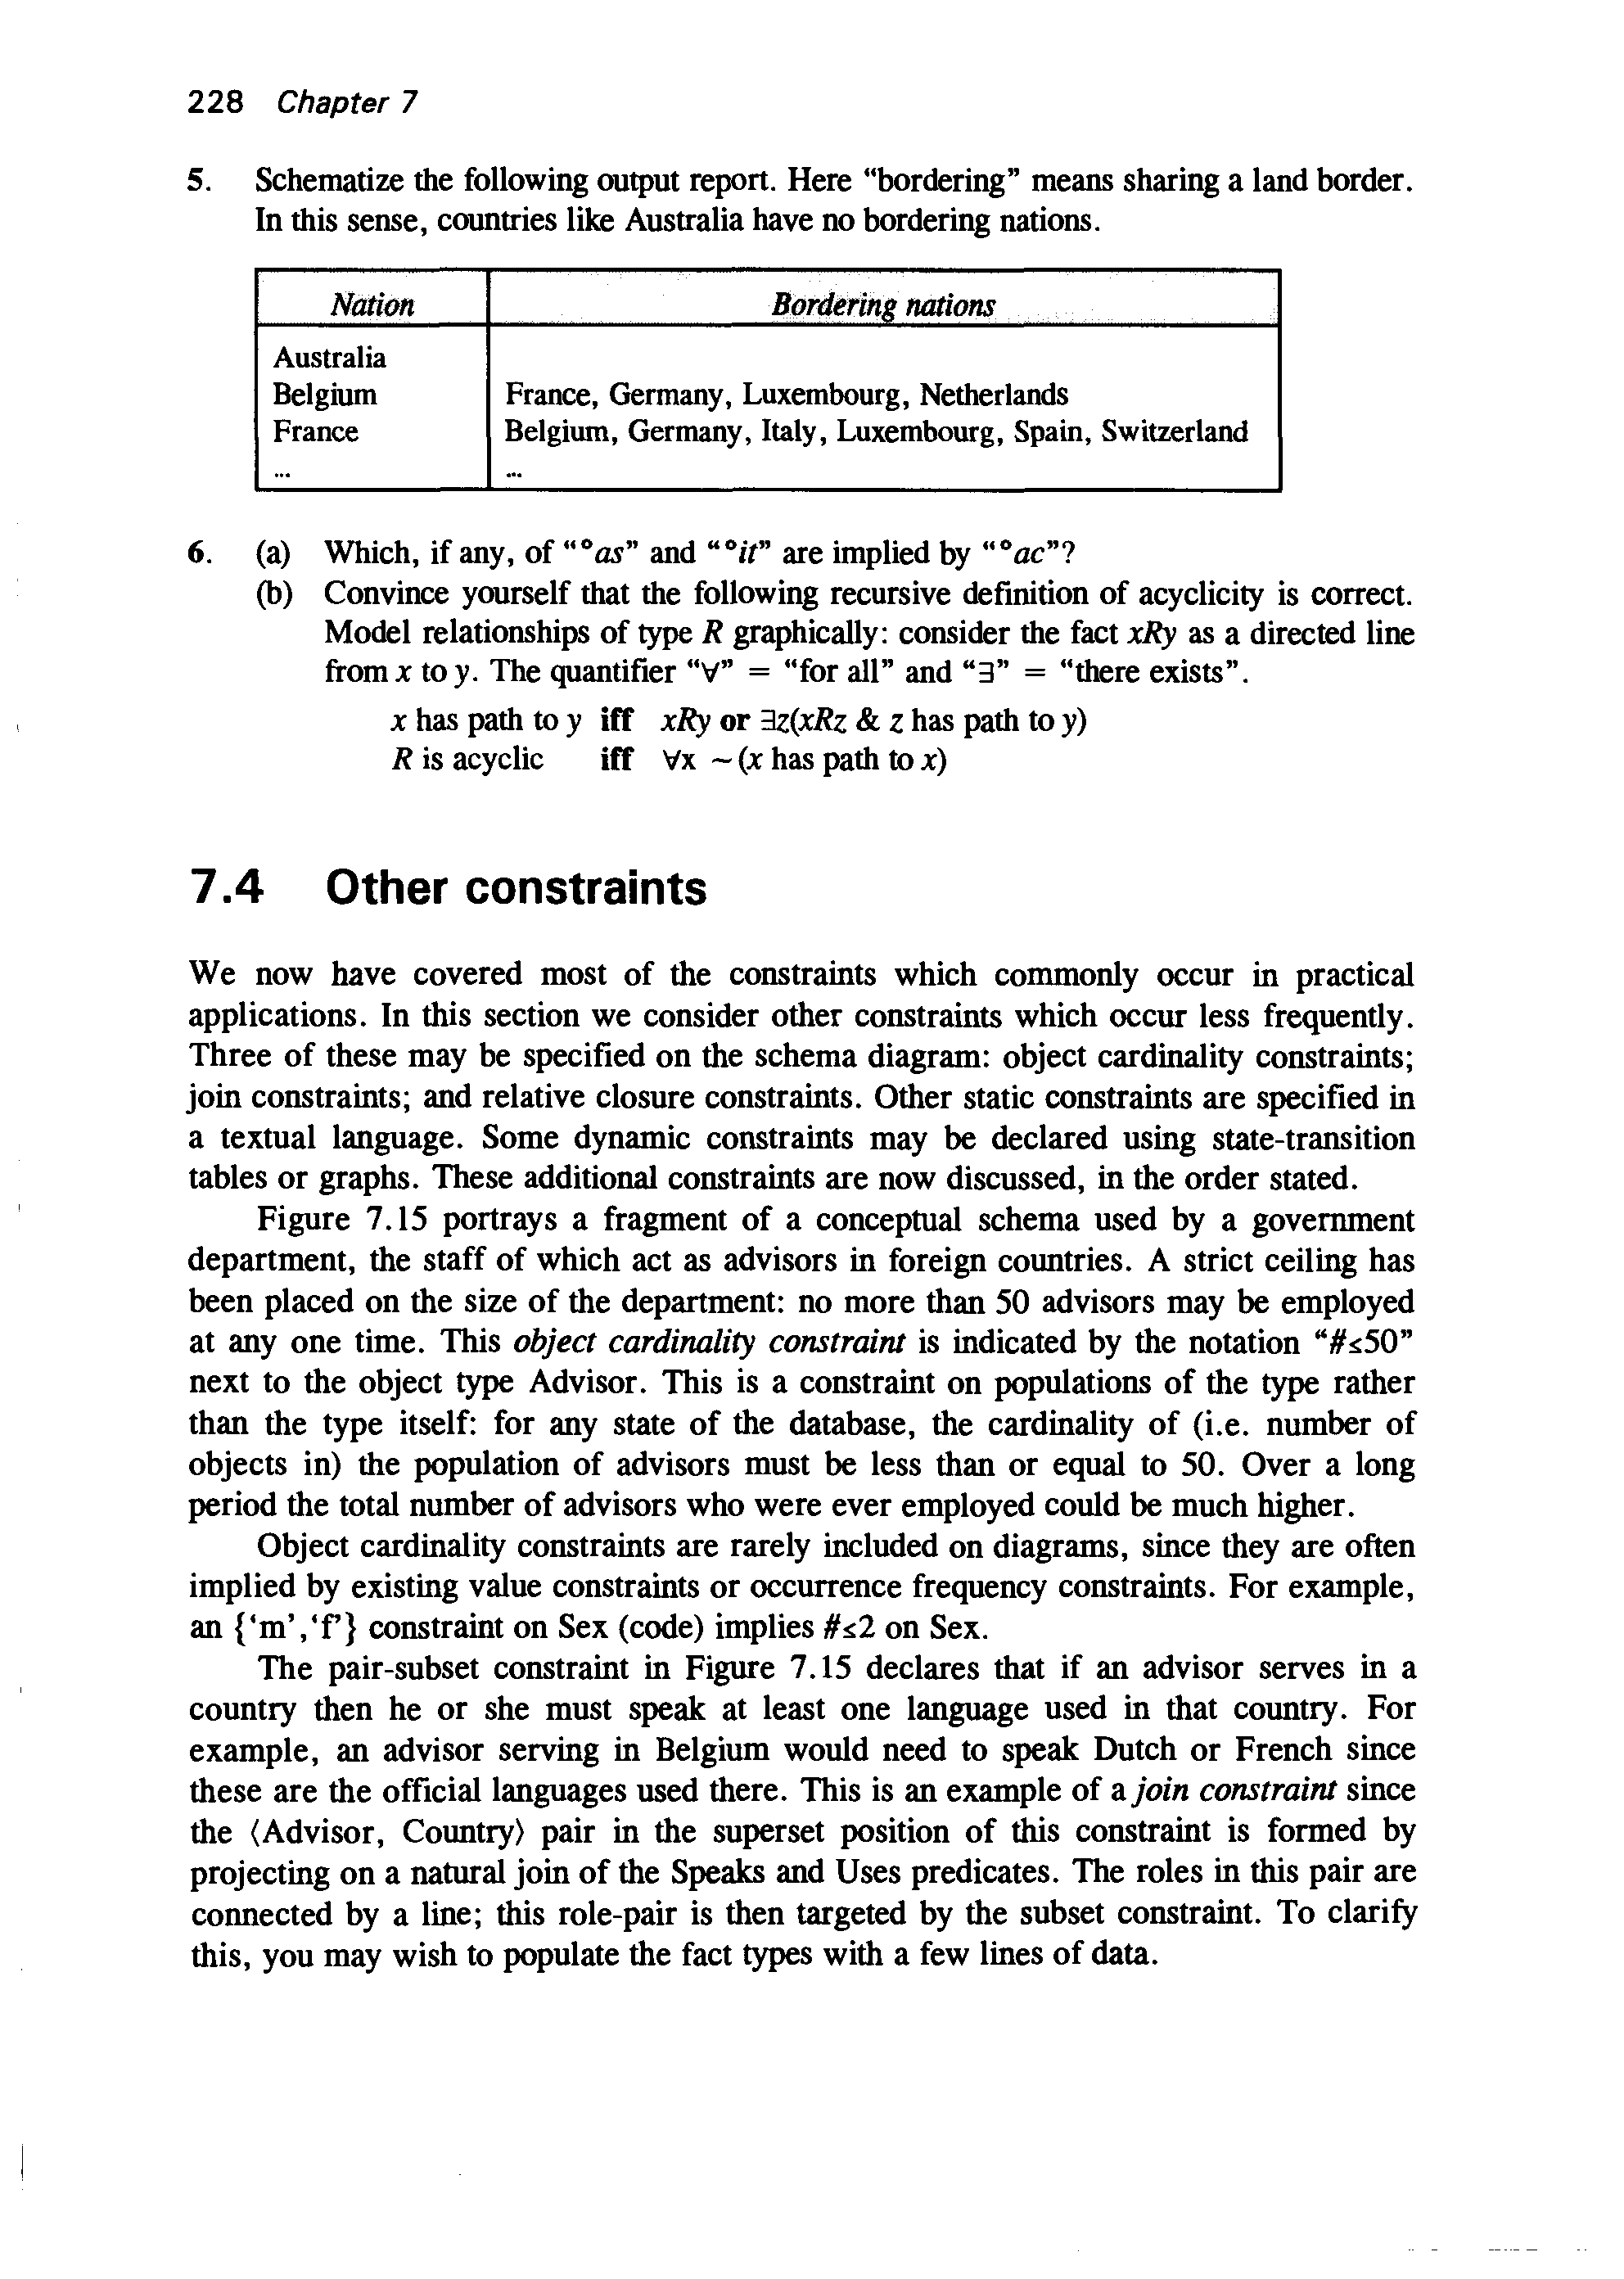 228 Chapter 7
5. Schematize the following output report. Here “bordering” means sharing a land border.
In this sense, countries like Australia have no bordering nations.
Nation Bordering nations
Australia
Belgium France, Germany, Luxembourg, Netherlands
France Belgium, Germany, Italy, Luxembourg, Spain, Switzerland
... ...
6. (a) Which, if any, of “°as” and “°it” are implied by “°ac”?
(b) Convince yourself that the following recursive definition of acyclicity is correct.
Model relationships of type R graphically: consider the fact xRy as a directed line
from x to y. The quantifier “∀” = “for all” and “∃” = “there exists”.
x has path to y iff xRy or ∃z(xRz & z has path to y)
R is acyclic iff ∀x ~(x has path to x)
7.4 Other constraints
We now have covered most of the constraints which commonly occur in practical
applications. In this section we consider other constraints which occur less frequently.
Three of these may be specified on the schema diagram: object cardinality constraints;
join constraints; and relative closure constraints. Other static constraints are specified in
a textual language. Some dynamic constraints may be declared using state-transition
tables or graphs. These additional constraints are now discussed, in the order stated.
Figure 7.15 portrays a fragment of a conceptual schema used by a government
department, the staff of which act as advisors in foreign countries. A strict ceiling has
been placed on the size of the department: no more than 50 advisors may be employed
at any one time. This object cardinality constraint is indicated by the notation “#≤50”
next to the object type Advisor. This is a constraint on populations of the type rather
than the type itself: for any state of the database, the cardinality of (i.e. number of
objects in) the population of advisors must be less than or equal to 50. Over a long
period the total number of advisors who were ever employed could be much higher.
Object cardinality constraints are rarely included on diagrams, since they are often
implied by existing value constraints or occurrence frequency constraints. For example,
an {‘m’,‘f’} constraint on Sex (code) implies #≤2 on Sex.
The pair-subset constraint in Figure 7.15 declares that if an advisor serves in a
country then he or she must speak at least one language used in that country. For
example, an advisor serving in Belgium would need to speak Dutch or French since
these are the official languages used there. This is an example of a join constraint since
the ⟨Advisor, Country⟩ pair in the superset position of this constraint is formed by
projecting on a natural join of the Speaks and Uses predicates. The roles in this pair are
connected by a line; this role-pair is then targeted by the subset constraint. To clarify
this, you may wish to populate the fact types with a few lines of data.